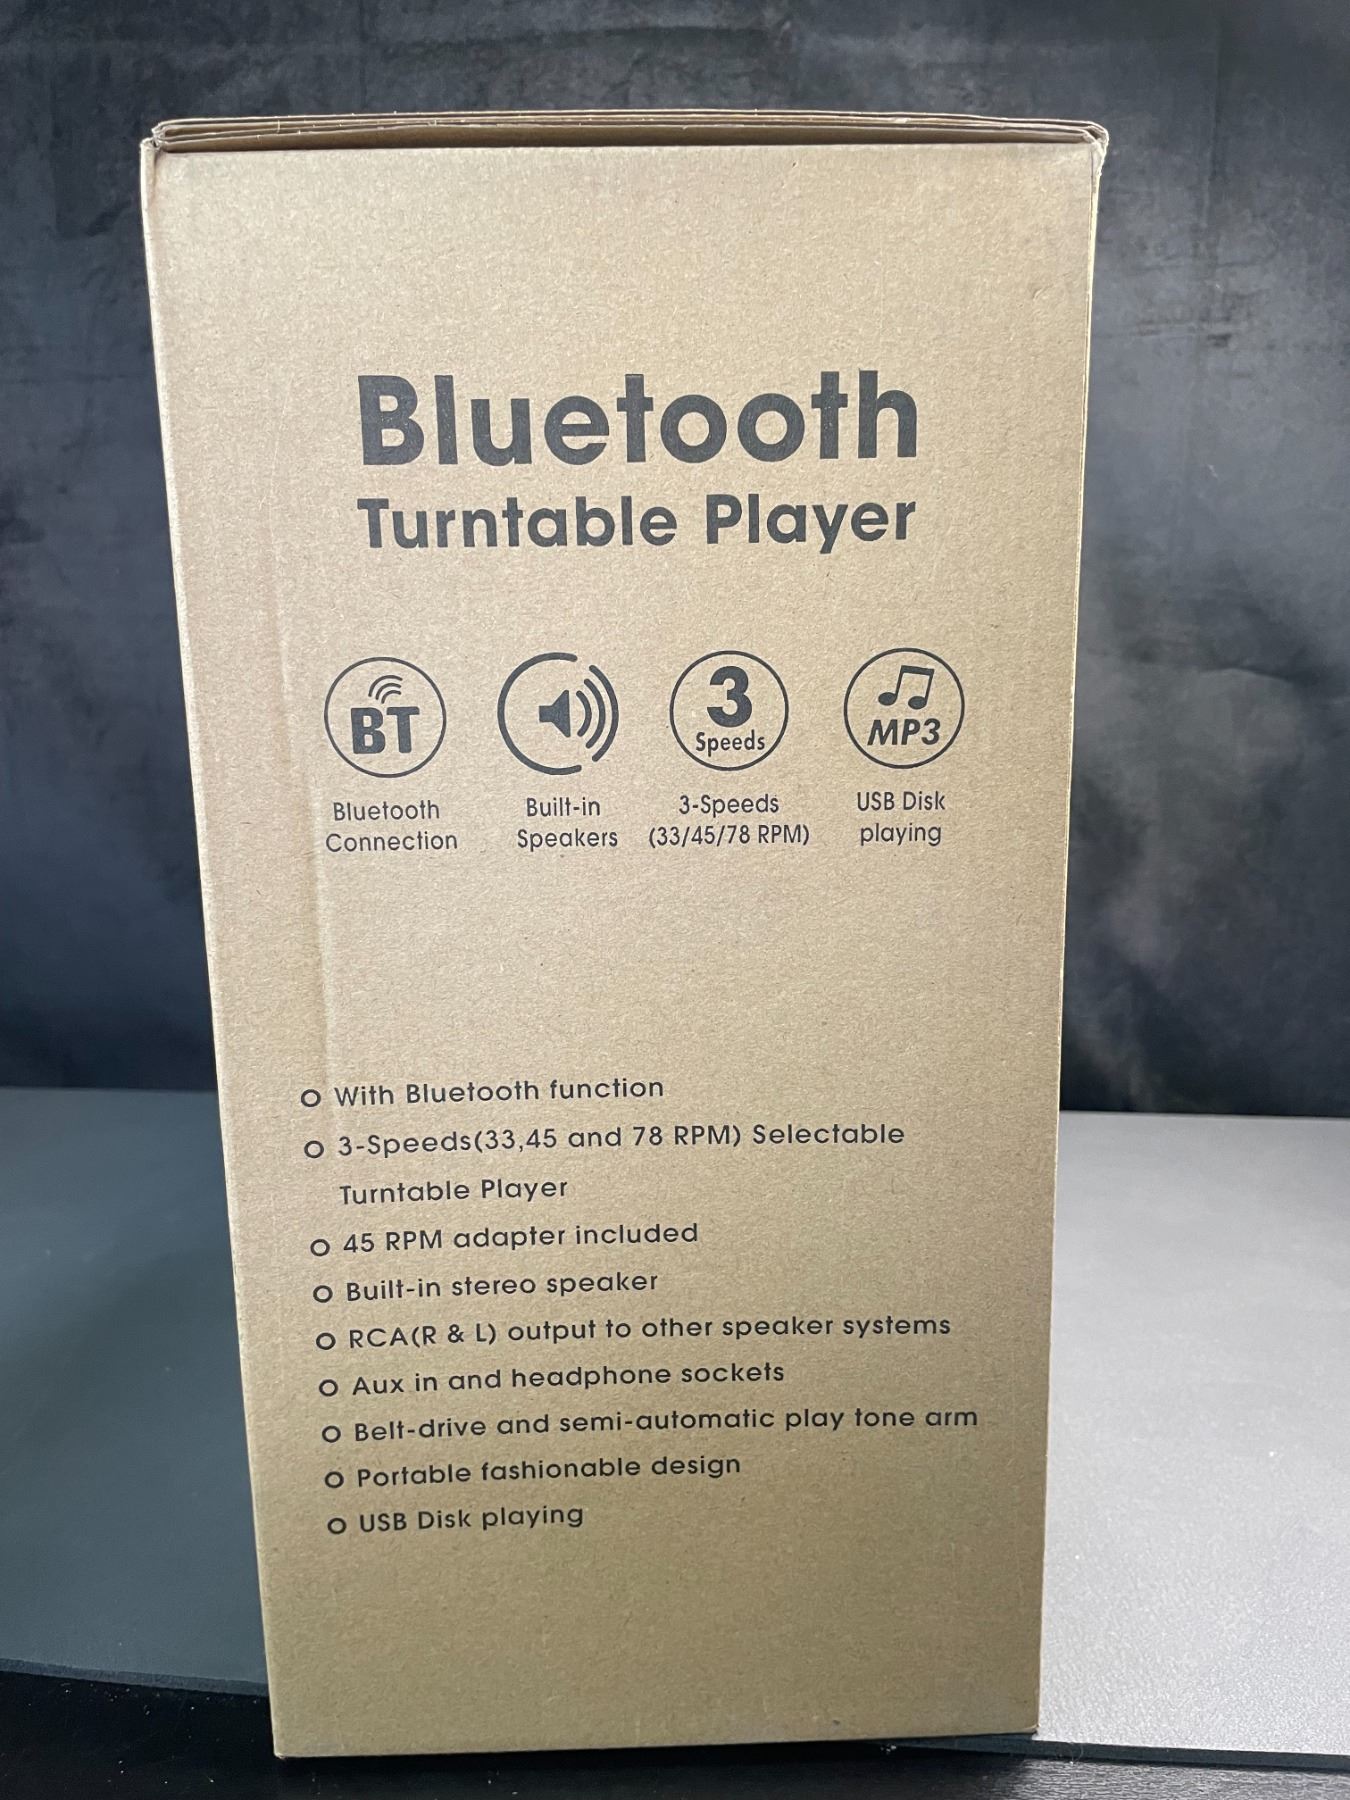 Bluetooth
Turntable Player
BT
3
Speeds
MP3
Bluetooth
Connection
Built-in
Speakers
3-Speeds
(33/45/78 RPM)
USB Disk
playing
With Bluetooth function
3-Speeds(33,45 and 78 RPM) Selectable
Turntable Player
45 RPM adapter included
Built-in stereo speaker
RCA(R & L) output to other speaker systems
Aux in and headphone sockets
Belt-drive and semi-automatic play tone arm
Portable fashionable design
USB Disk playing